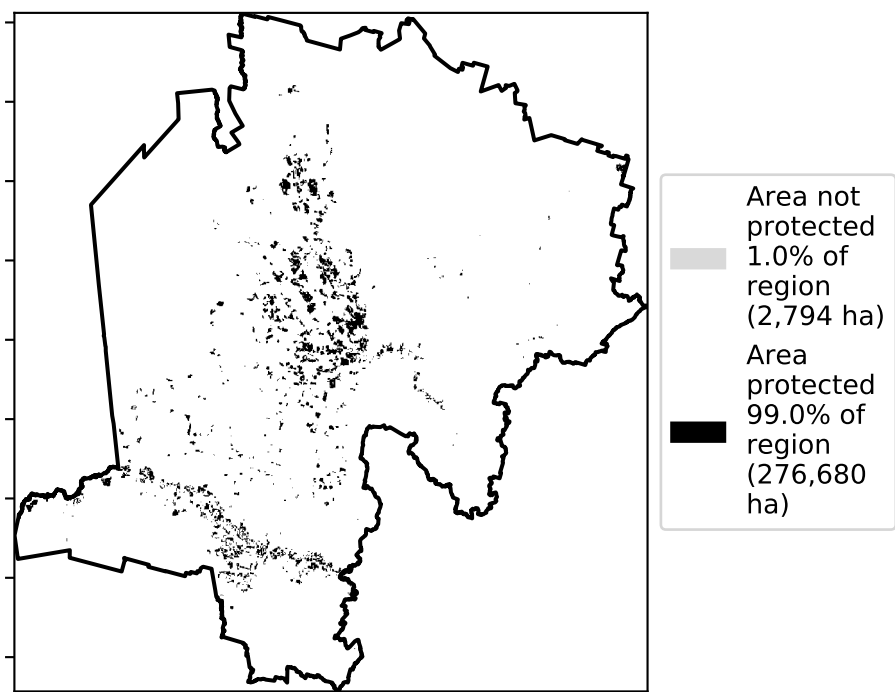 Area not
protected
1.0% of
region
(2,794 ha)
Area
protected
99.0% of
region
(276,680
ha)